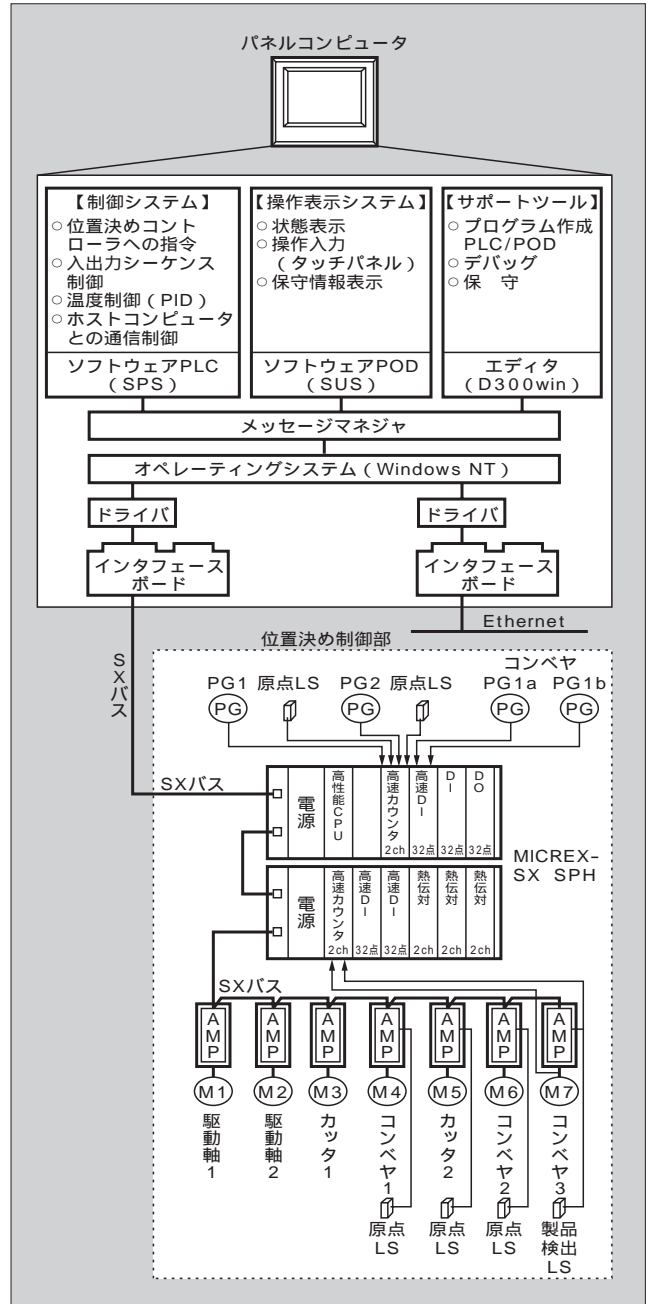 パネルコンピュータ
【制御システム】
○位置決めコント
ローラへの指令
○入出力シーケンス
制御
○温度制御（PID）
○ホストコンピュータ
との通信制御
ソフトウェアPLC
（SPS）
【操作表示システム】
○状態表示
○操作入力
（タッチパネル）
○保守情報表示
ソフトウェアPOD
（SUS）
【サポートツール】
○プログラム作成
PLC/POD
○デバッグ
○保　守
エディタ
（D300win）
メッセージマネジャ
オペレーティングシステム（Windows NT）
ドライバ
ドライバ
インタフェース
ボード
インタフェース
ボード
Ethernet
SXバス
位置決め制御部
コンベヤ
PG1 原点LS PG2 原点LS PG1a PG1b
PG PG PG PG
SXバス
電源
高性能CPU
高速カウンタ 2ch
高速DI 32点
DI 32点
DO 32点
MICREX-
SX SPH
電源
高速カウンタ 2ch
高速DI 32点
高速DI 32点
熱伝対 2ch
熱伝対 2ch
熱伝対 2ch
SXバス
AMP AMP AMP AMP AMP AMP AMP
M1 M2 M3 M4 M5 M6 M7
駆動軸1
駆動軸2
カッタ1
コンベヤ1
カッタ2
コンベヤ2
コンベヤ3
原点
LS
原点
LS
原点
LS
製品
検出
LS